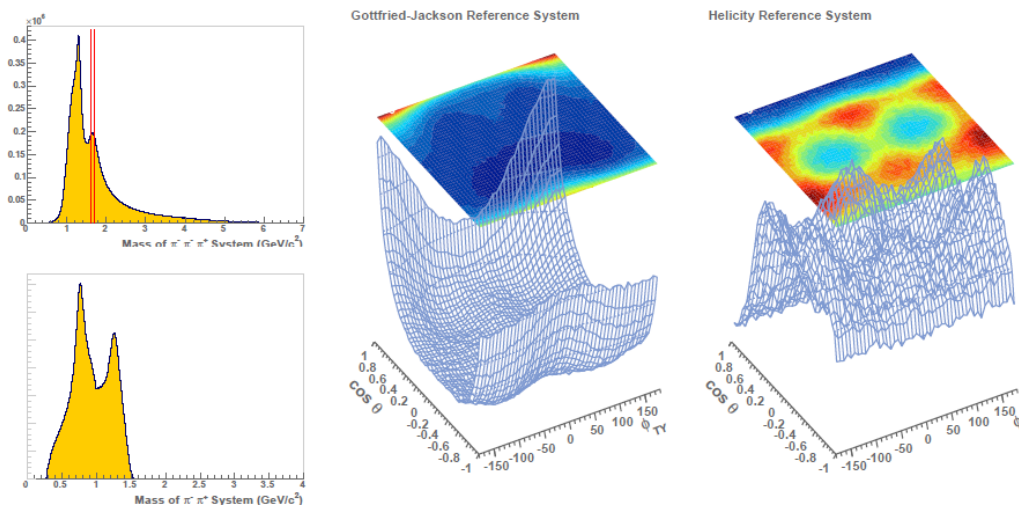 Gottfried-Jackson Reference System
Helicity Reference System
×10⁶
0.4
0.35
0.3
0.25
0.2
0.15
0.1
0.05
0
0 1 2 3 4 5 6 7
Mass of π⁻ π⁻ π⁺ System (GeV/c²)
0.5 1 1.5 2 2.5 3 3.5 4
Mass of π⁻ π⁺ System (GeV/c²)
1
0.8
0.6
0.4
0.2
0
-0.2
-0.4
-0.6
-0.8
-1
cos θ
-150 -100 -50 0 50 100 150
ϕ TY
1
0.8
0.6
0.4
0.2
0
-0.2
-0.4
-0.6
-0.8
-1
cos θ
-150 -100 -50 0 50 100 150